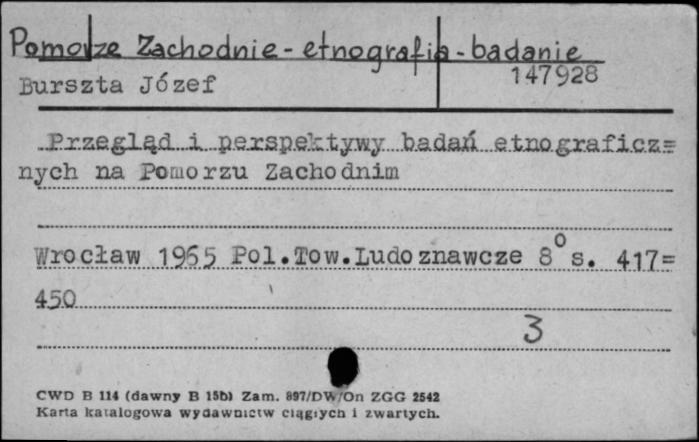 Pomorze Zachodnie - etnografia - badanie
147928
Burszta Józef
Przegląd i perspektywy badań etnograficz=
nych na Pomorzu Zachodnim
Wrocław 1965 Pol.Tow.Ludoznawcze 8° s. 417=
450
3
CWD B 114 (dawny B 15b) Zam. 897/DW/On ZGG 2542
Karta katalogowa wydawnictw ciągłych i zwartych.